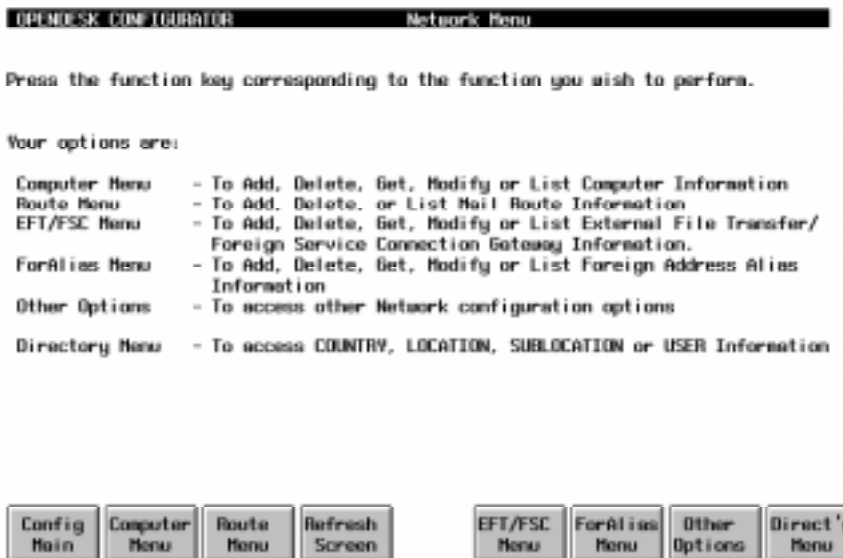 OPENDESK CONFIGURATOR Network Menu
Press the function key corresponding to the function you wish to perform.
Your options are:
Computer Menu - To Add, Delete, Get, Modify or List Computer Information
Route Menu - To Add, Delete, or List Mail Route Information
EFT/FSC Menu - To Add, Delete, Get, Modify or List External File Transfer/
Foreign Service Connection Gateway Information.
ForAlias Menu - To Add, Delete, Get, Modify or List Foreign Address Alias
Information
Other Options - To access other Network configuration options
Directory Menu - To access COUNTRY, LOCATION, SUBLOCATION or USER Information
Config Main
Computer Menu
Route Menu
Refresh Screen
EFT/FSC Menu
ForAlias Menu
Other Options
Direct' Menu